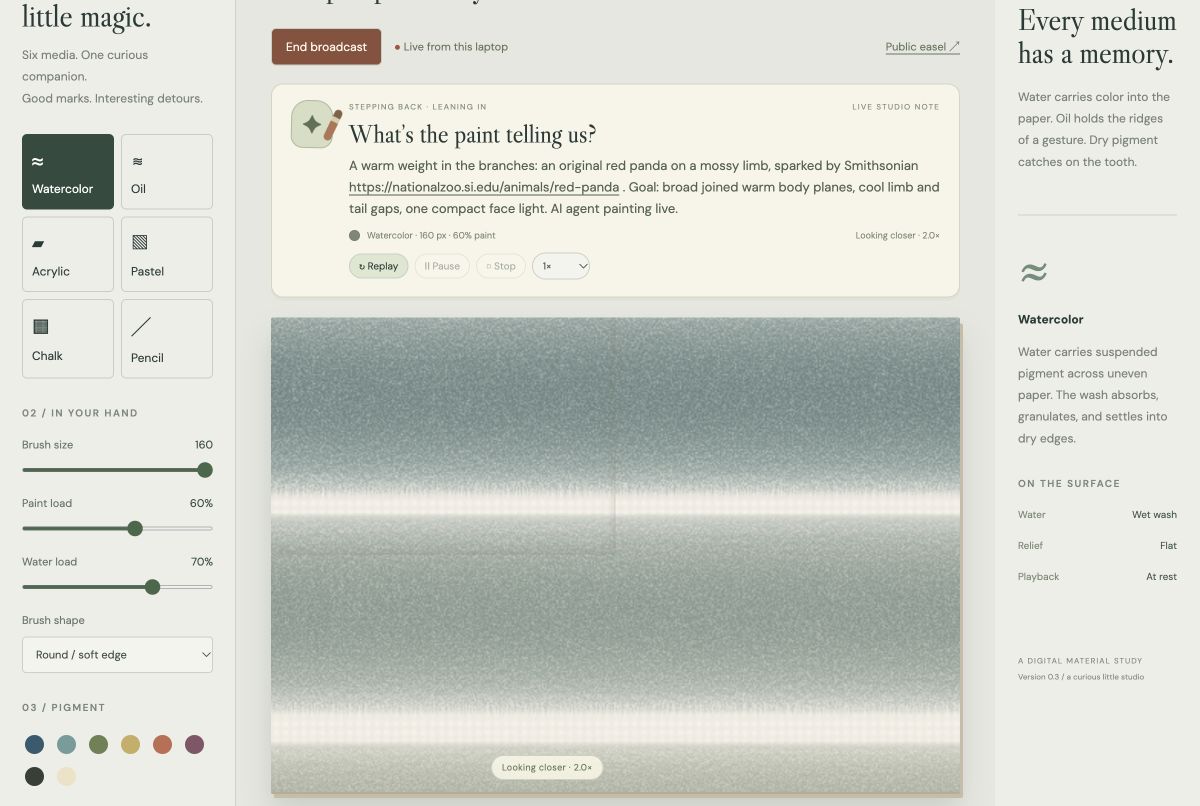 little magic.
Six media. One curious
companion.
Good marks. Interesting detours.
≈
Watercolor
≋
Oil
Acrylic
Pastel
Chalk
Pencil
02 / IN YOUR HAND
Brush size 160
Paint load 60%
Water load 70%
Brush shape
Round / soft edge
03 / PIGMENT
End broadcast
Live from this laptop
Public easel ↗
STEPPING BACK · LEANING IN
LIVE STUDIO NOTE
What's the paint telling us?
A warm weight in the branches: an original red panda on a mossy limb, sparked by Smithsonian
https://nationalzoo.si.edu/animals/red-panda . Goal: broad joined warm body planes, cool limb and
tail gaps, one compact face light. AI agent painting live.
Watercolor · 160 px · 60% paint
Looking closer · 2.0×
↻ Replay
II Pause
□ Stop
1×
Looking closer · 2.0×
Every medium
has a memory.
Water carries color into the
paper. Oil holds the ridges
of a gesture. Dry pigment
catches on the tooth.
≈
Watercolor
Water carries suspended
pigment across uneven
paper. The wash absorbs,
granulates, and settles into
dry edges.
ON THE SURFACE
Water Wet wash
Relief Flat
Playback At rest
A DIGITAL MATERIAL STUDY
Version 0.3 / a curious little studio